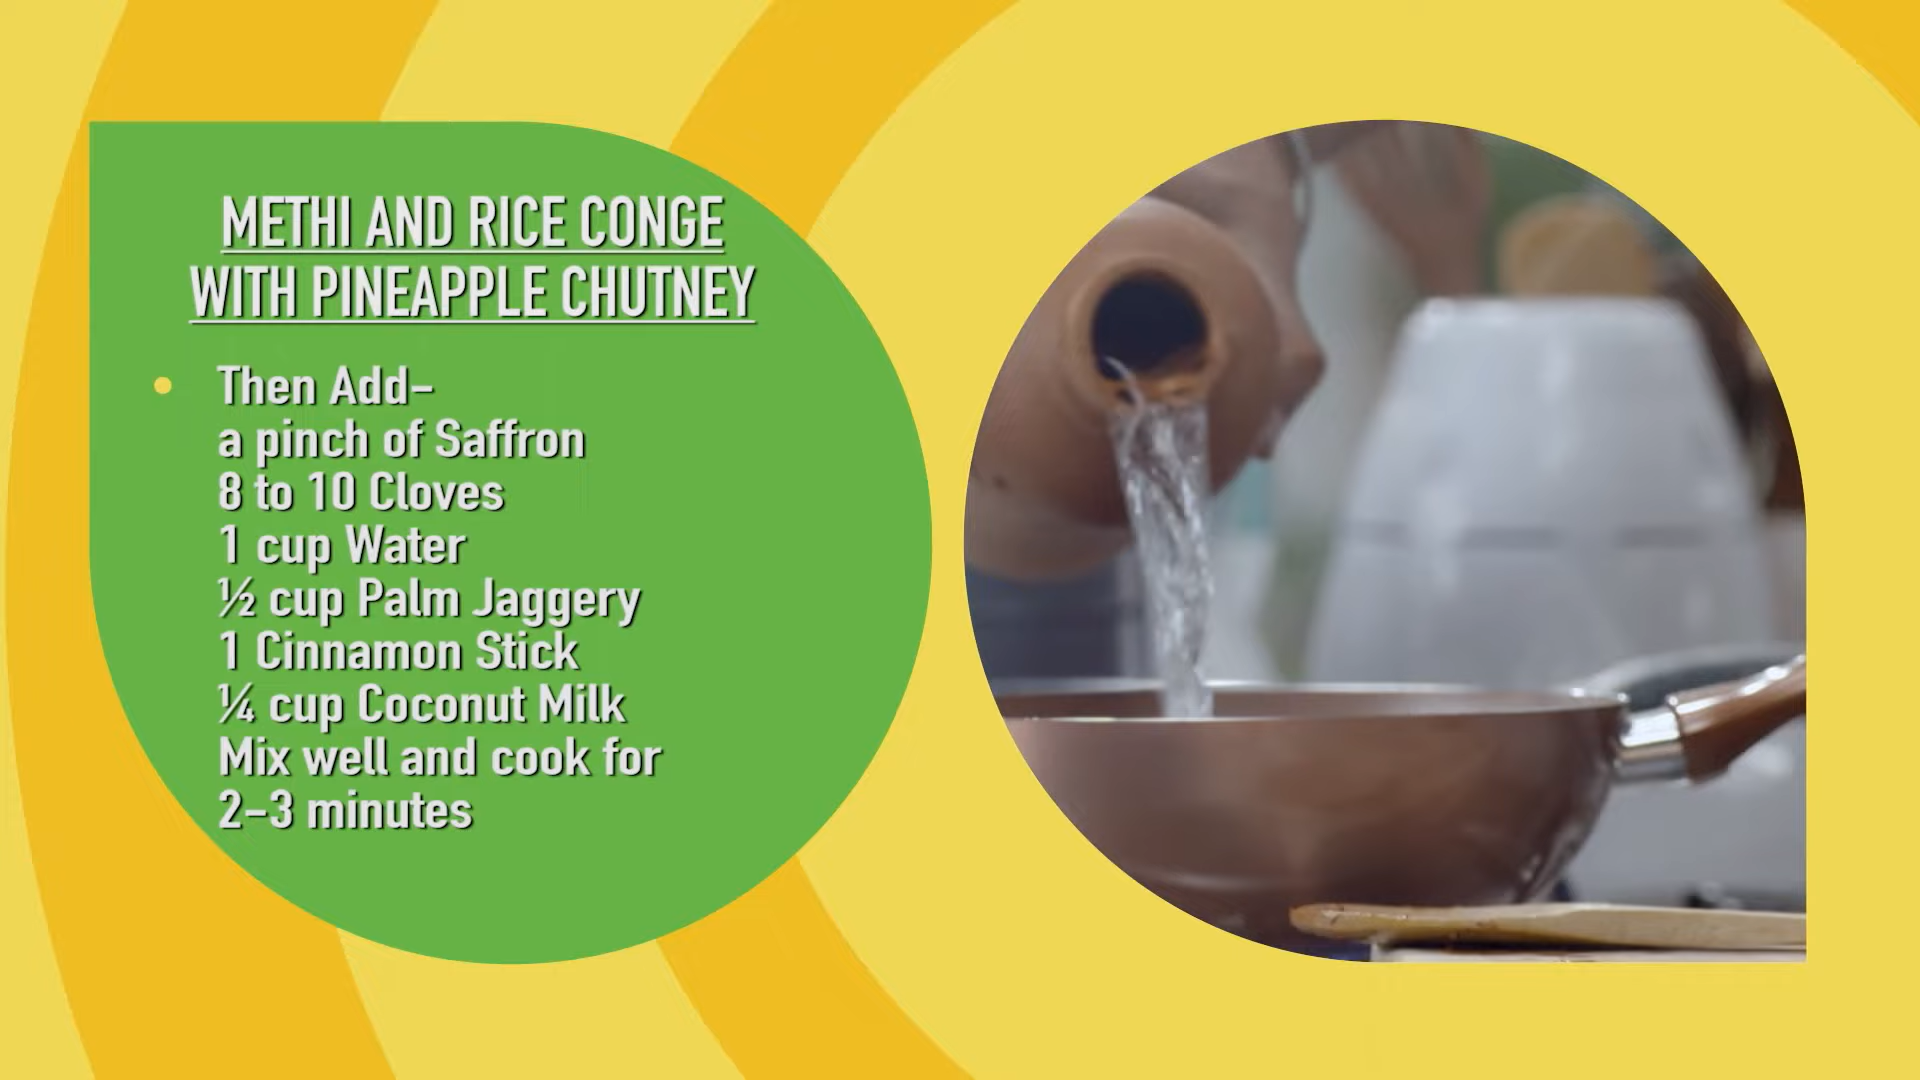 METHI AND RICE CONGE
WITH PINEAPPLE CHUTNEY
Then Add-
a pinch of Saffron
8 to 10 Cloves
1 cup Water
½ cup Palm Jaggery
1 Cinnamon Stick
¼ cup Coconut Milk
Mix well and cook for
2-3 minutes